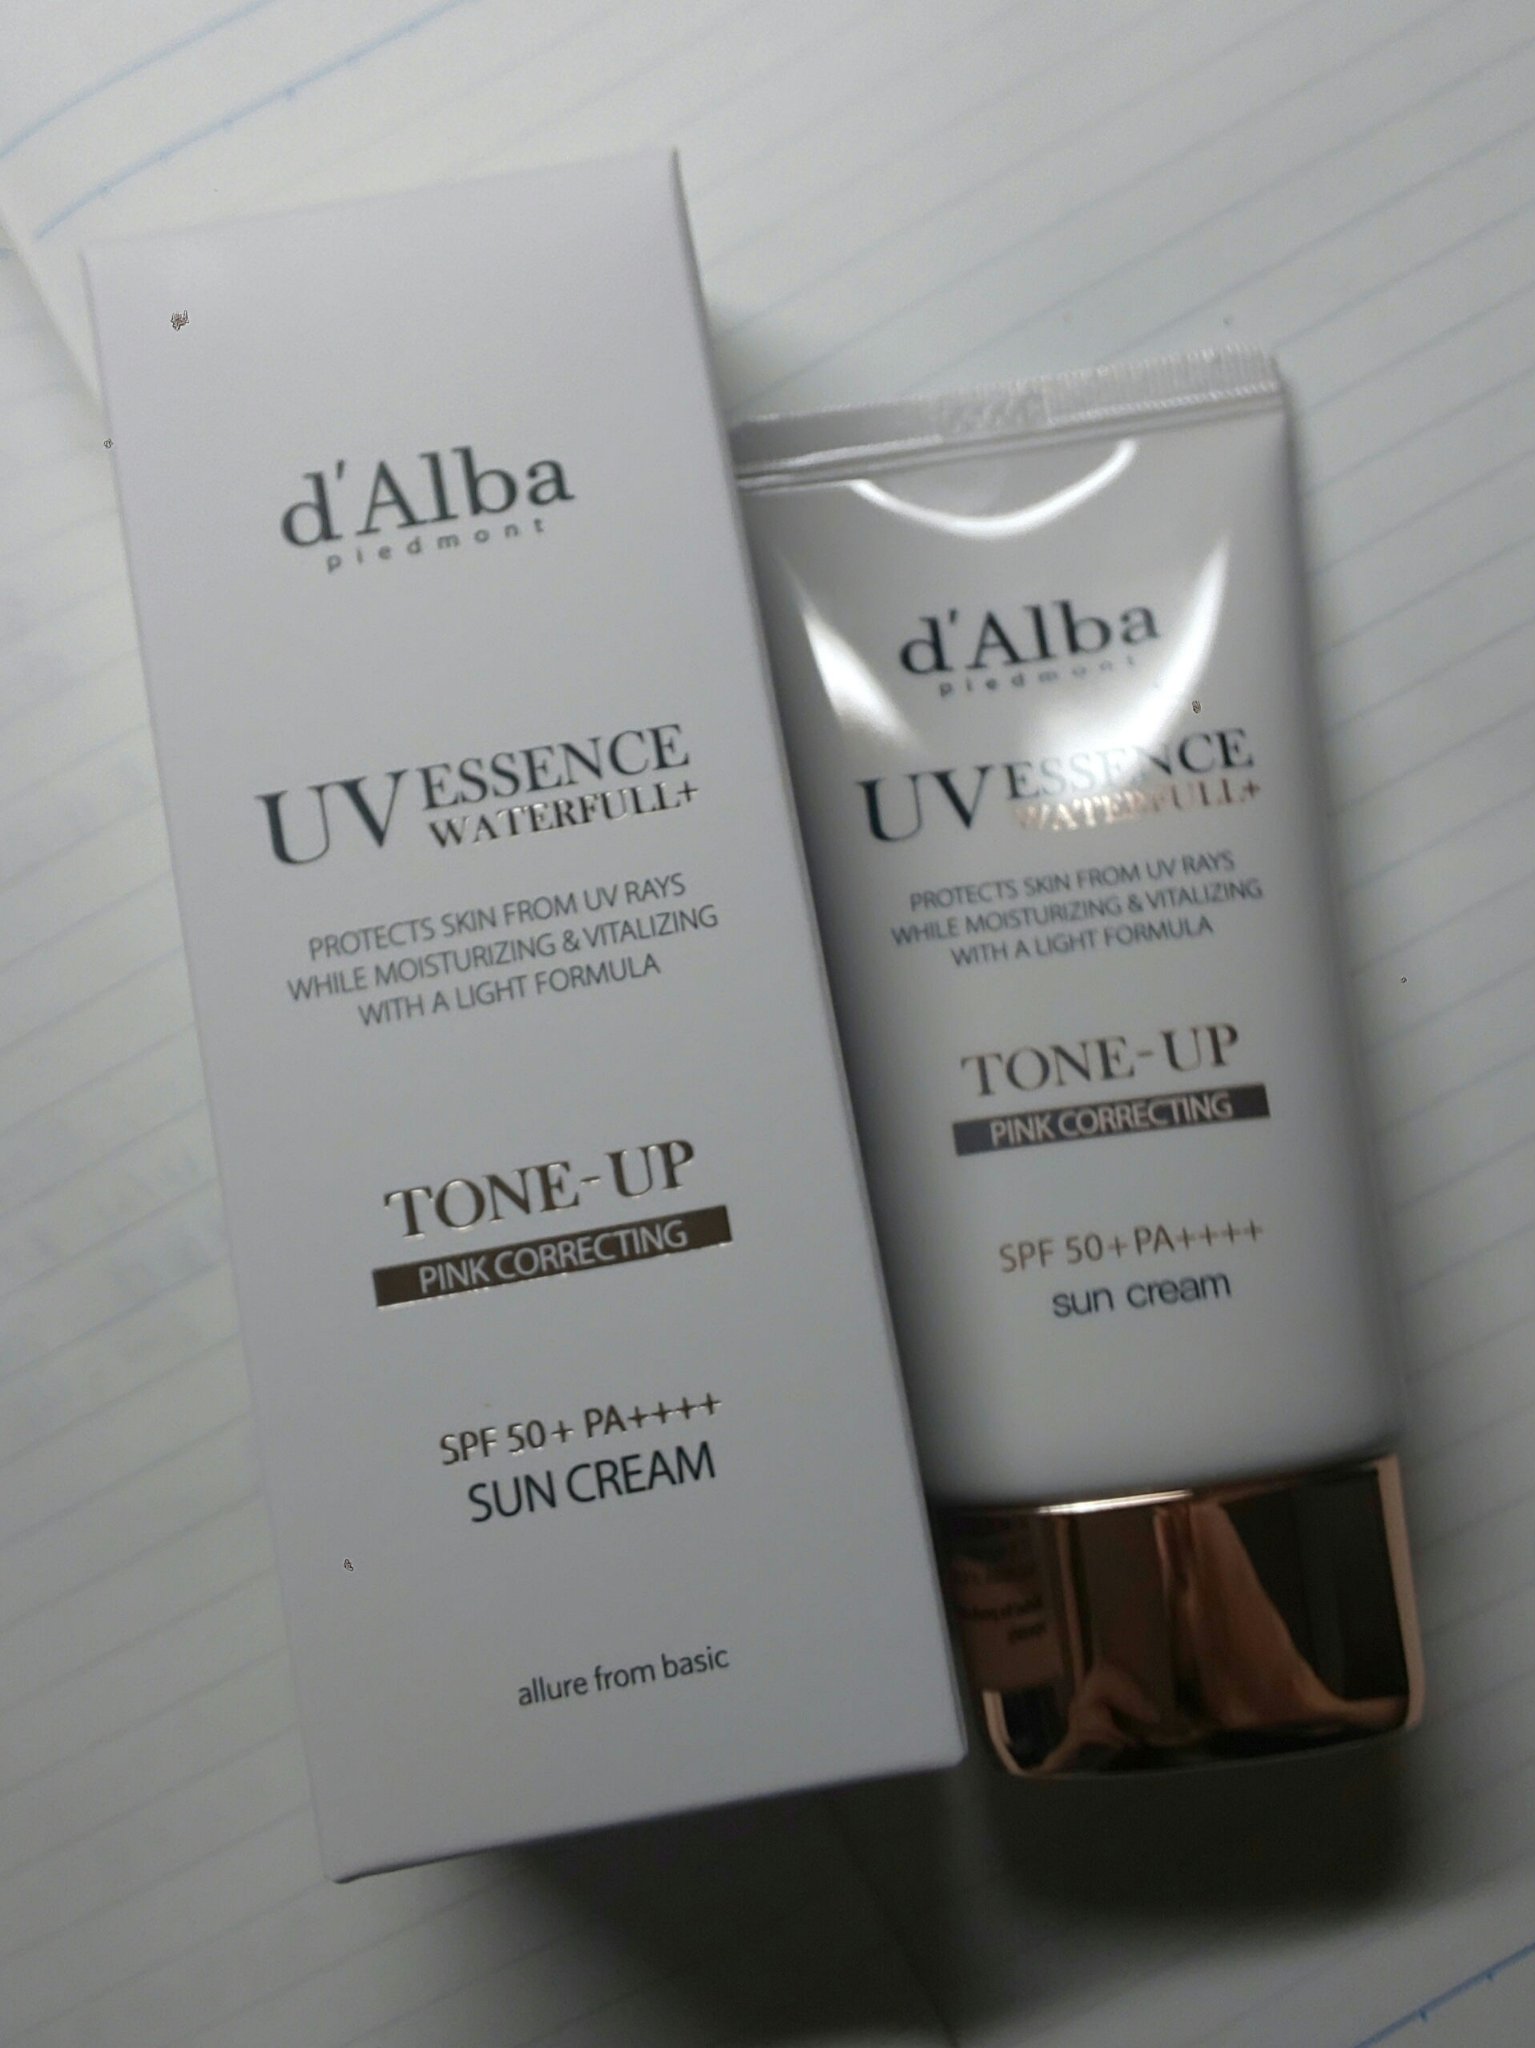 d'Alba
piedmont
UV ESSENCE
WATERFULL+
PROTECTS SKIN FROM UV RAYS
WHILE MOISTURIZING & VITALIZING
WITH A LIGHT FORMULA
TONE-UP
PINK CORRECTING
SPF 50+ PA++++
SUN CREAM
allure from basic
d'Alba
piedmont
UV ESSENCE
WATERFULL+
PROTECTS SKIN FROM UV RAYS
WHILE MOISTURIZING & VITALIZING
WITH A LIGHT FORMULA
TONE-UP
PINK CORRECTING
SPF 50+ PA++++
sun cream